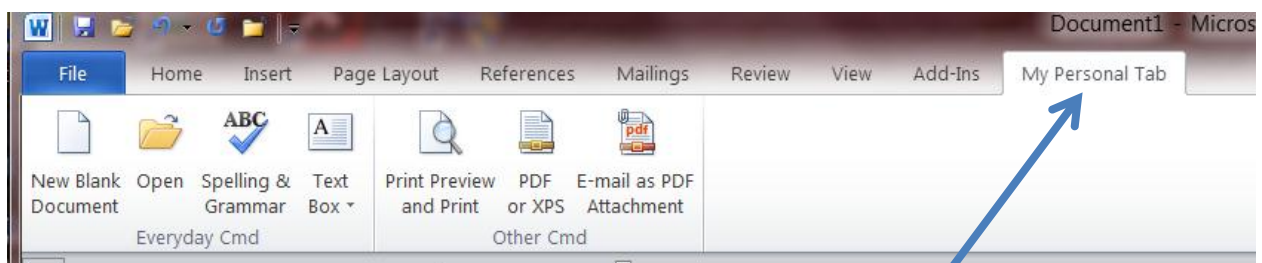 W
Document1 - Micros
File Home Insert Page Layout References Mailings Review View Add-Ins My Personal Tab
ABC A pdf
New Blank Open Spelling & Text Print Preview PDF E-mail as PDF
Document Grammar Box and Print or XPS Attachment
Everyday Cmd Other Cmd